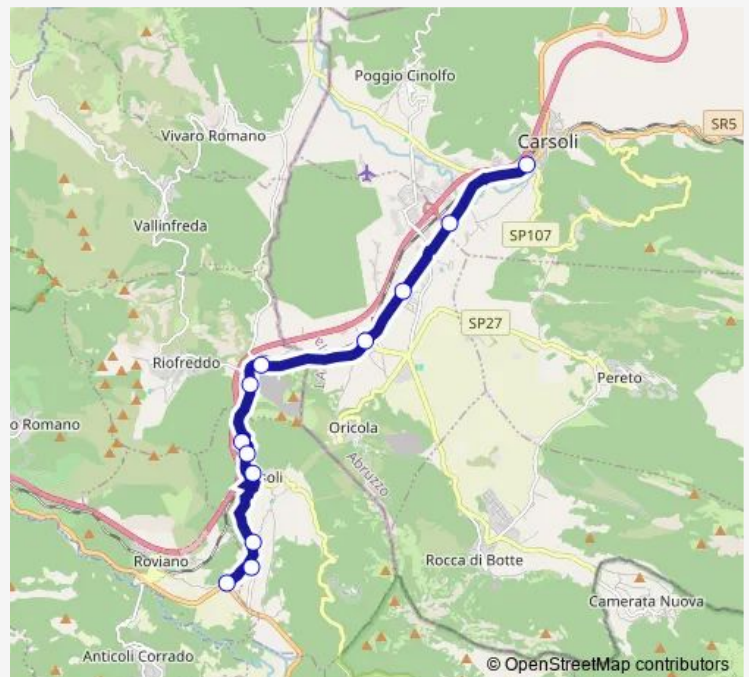 Poggio Cinolfo
SR5
Carsoli
Vivaro Romano
Vallinfreda
SP107
SP27
Riofreddo
Pereto
o Romano
Oricola
Abruzzo
oli
Roviano
Rocca di Botte
Camerata Nuova
Anticoli Corrado
© OpenStreetMap contributors